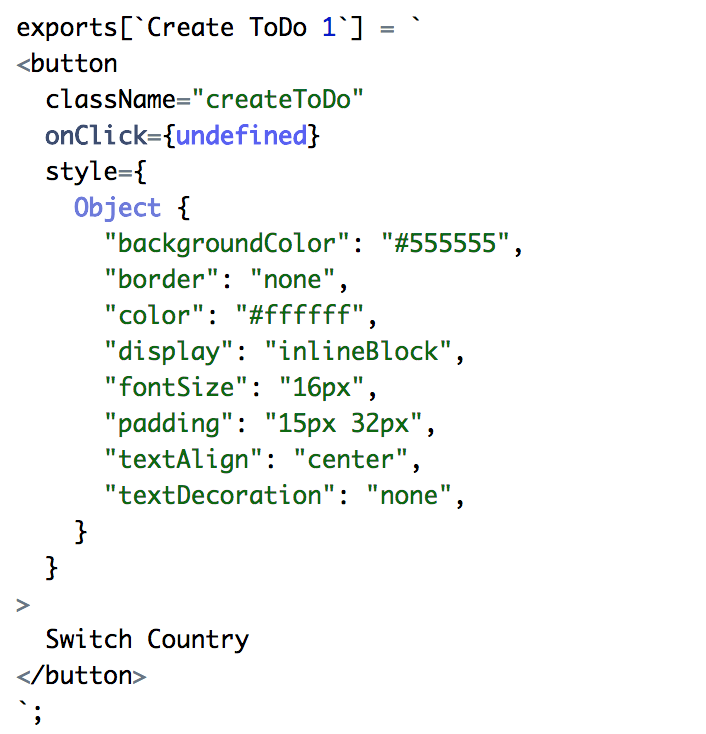 exports[`Create ToDo 1`] = `
<button
  className="createToDo"
  onClick={undefined}
  style={
    Object {
      "backgroundColor": "#555555",
      "border": "none",
      "color": "#ffffff",
      "display": "inlineBlock",
      "fontSize": "16px",
      "padding": "15px 32px",
      "textAlign": "center",
      "textDecoration": "none",
    }
  }
>
  Switch Country
</button>
`;